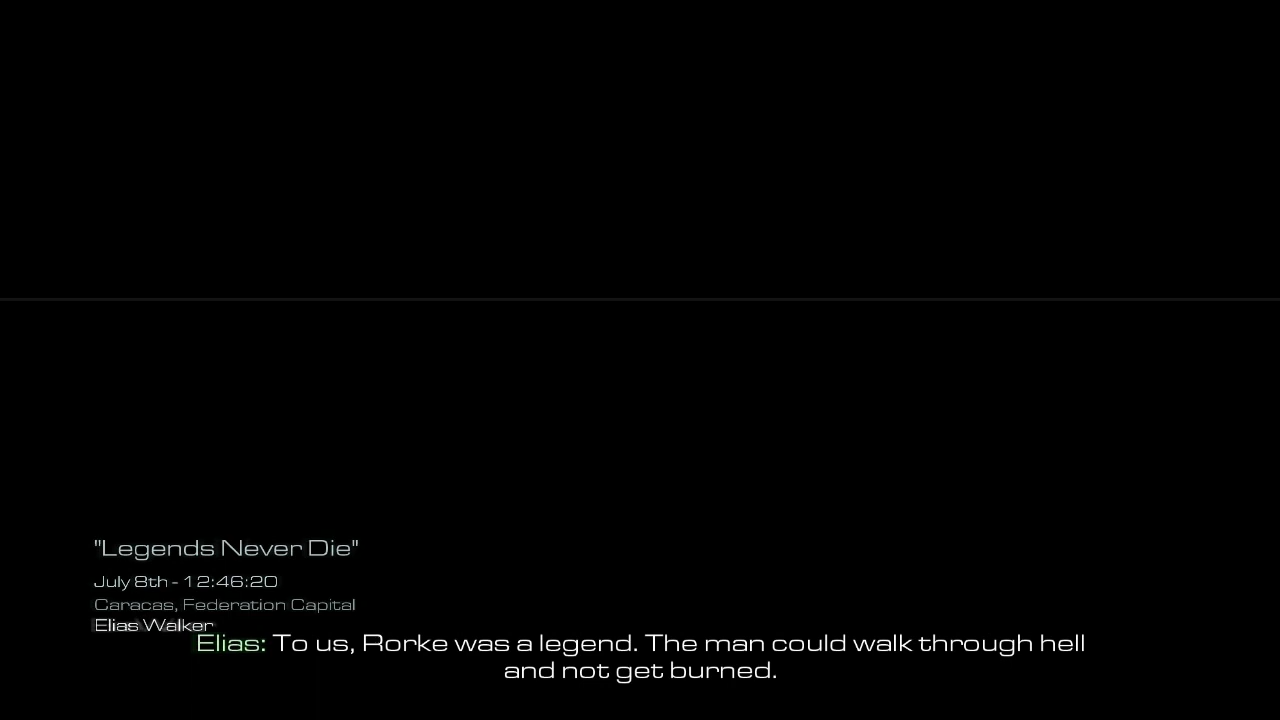 "Legends Never Die"
July 8th - 12:46:20
Caracas, Federation Capital
Elias Walker
Elias: To us, Rorke was a legend. The man could walk through hell
and not get burned.